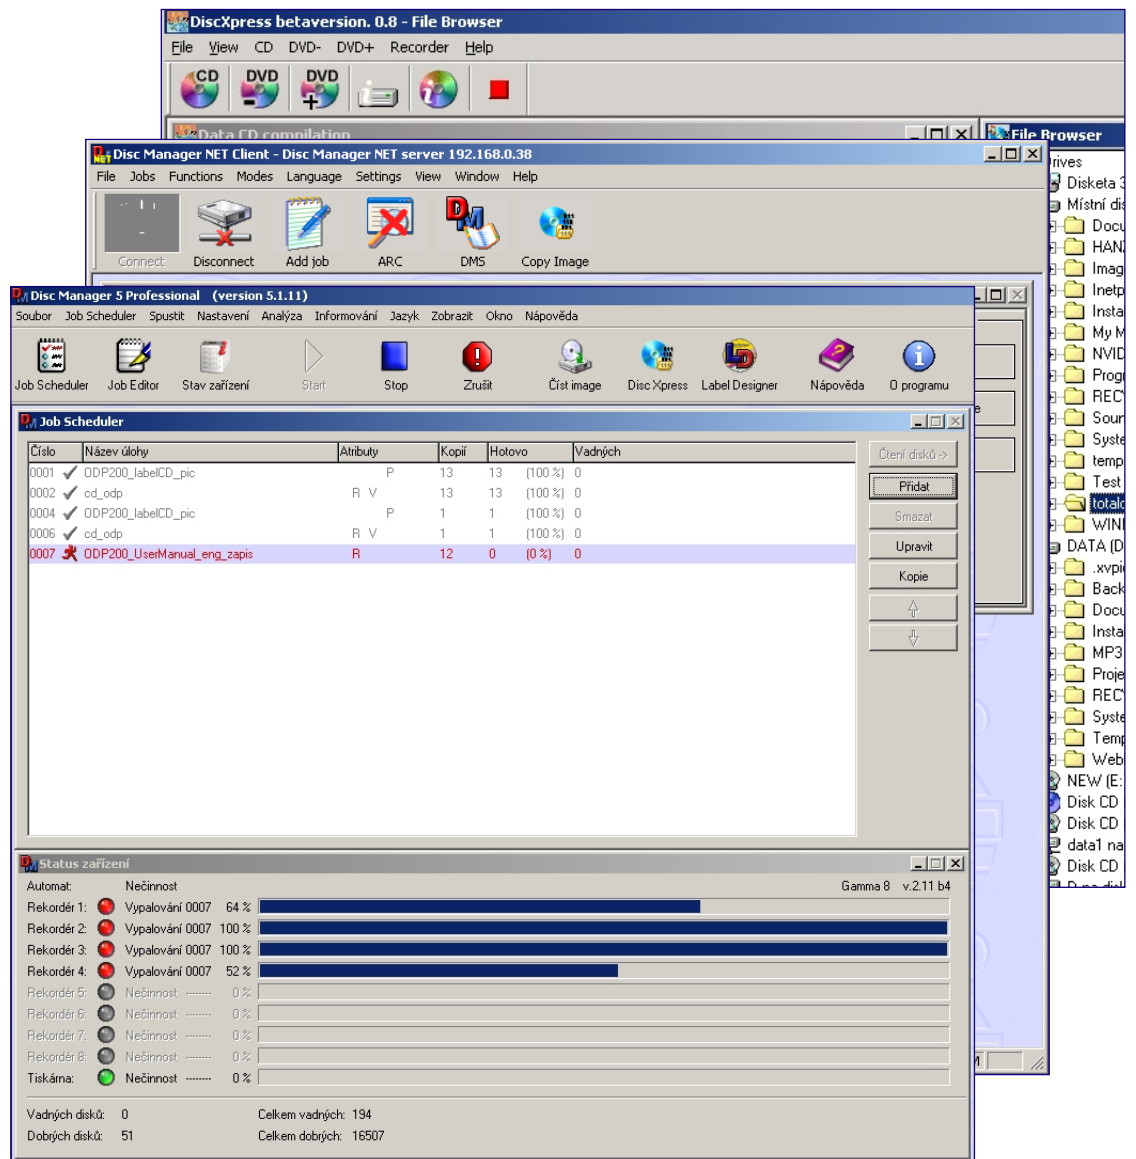 DiscXpress betaversion. 0.8 - File Browser
File View CD DVD- DVD+ Recorder Help
CD DVD DVD
Data CD compilation
File Browser
Disc Manager NET Client - Disc Manager NET server 192.168.0.38
File Jobs Functions Modes Language Settings View Window Help
Connect Disconnect Add job ARC DMS Copy Image
Disketa 3
Místní dis
Docu
HAN
Imag
Inetp
Insta
My M
NVID
Progr
REC
Sour
Syste
temp
Test
totalc
WIN
DATA (D
.xvpi
Back
Docu
Insta
MP3
Proje
REC
Syste
Temp
Web
NEW (E:
Disk CD
Disk CD
data1 na
Disk CD
Disc Manager 5 Professional (version 5.1.11)
Soubor Job Scheduler Spustit Nastavení Analýza Informování Jazyk Zobrazit Okno Nápověda
Job Scheduler Job Editor Stav zařízení Start Stop Zrušit Číst image Disc Xpress Label Designer Nápověda O programu
Job Scheduler
Číslo Název úlohy Atributy Kopií Hotovo Vadných
0001 ODP200_labelCD_pic P 13 13 (100 %) 0
0002 cd_odp R V 13 13 (100 %) 0
0004 ODP200_labelCD_pic P 1 1 (100 %) 0
0006 cd_odp R V 1 1 (100 %) 0
0007 ODP200_UserManual_eng_zapis R 12 0 (0 %) 0
Čtení disků ->
Přidat
Smazat
Upravit
Kopie
Status zařízení
Automat: Nečinnost Gamma 8 v.2.11 b4
Rekordér 1: Vypalování 0007 64 %
Rekordér 2: Vypalování 0007 100 %
Rekordér 3: Vypalování 0007 100 %
Rekordér 4: Vypalování 0007 52 %
Rekordér 5: Nečinnost -------- 0 %
Rekordér 6: Nečinnost -------- 0 %
Rekordér 7: Nečinnost -------- 0 %
Rekordér 8: Nečinnost -------- 0 %
Tiskárna: Nečinnost -------- 0 %
Vadných disků: 0 Celkem vadných: 194
Dobrých disků: 51 Celkem dobrých: 16507